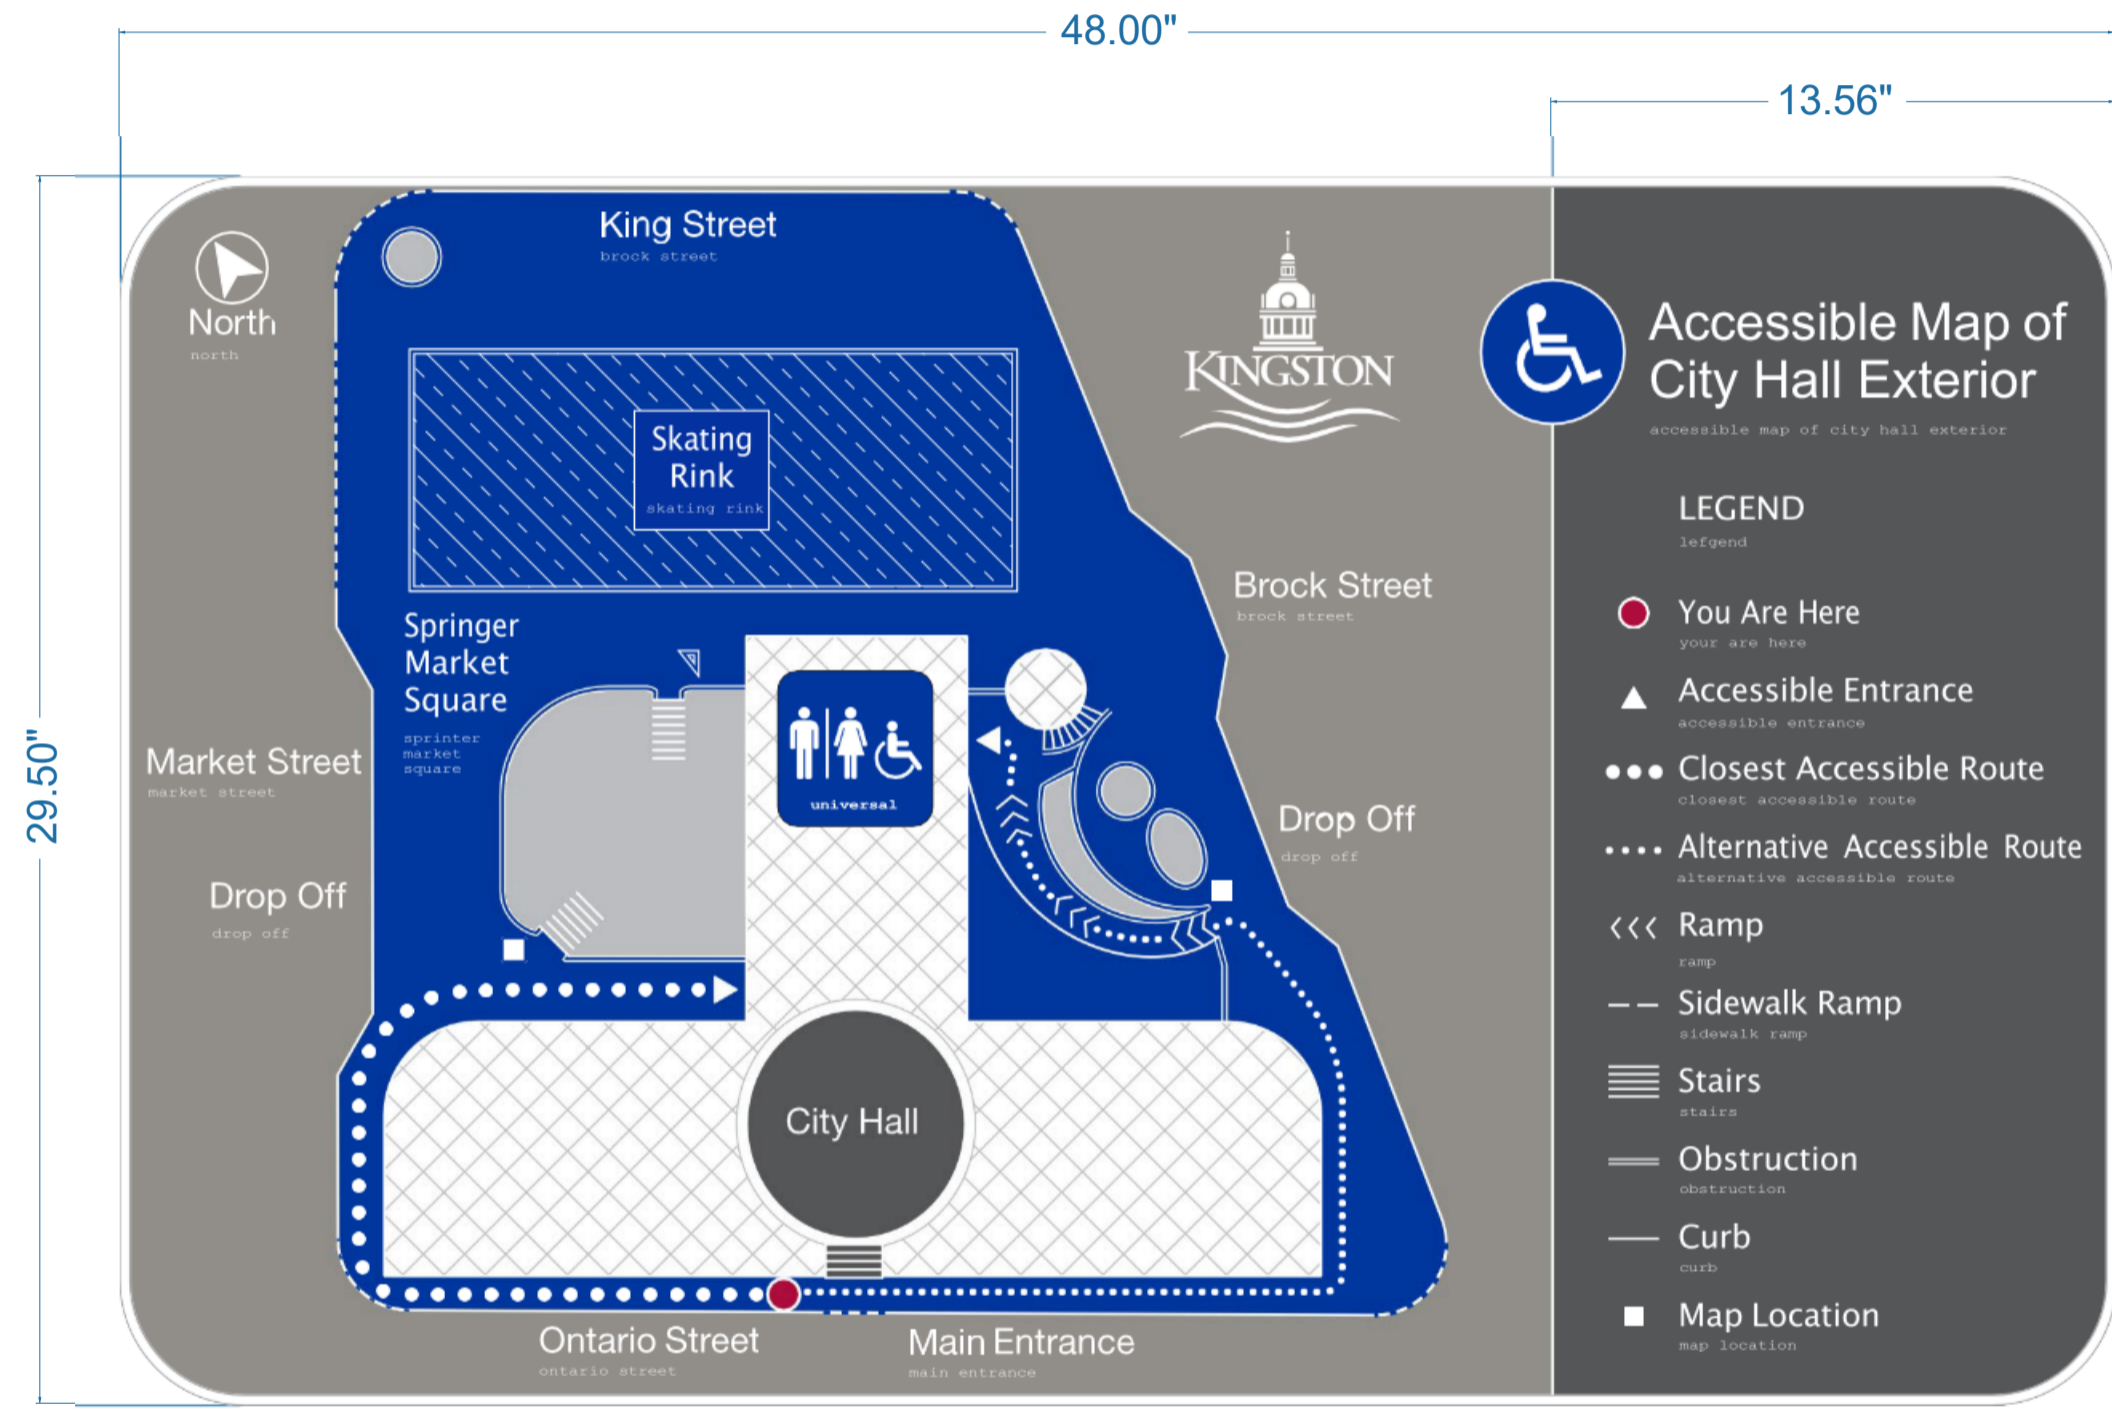 48.00"
13.56"
29.50"
King Street
brock street
North
north
KINGSTON
Skating
Rink
skating rink
Springer
Market
Square
sprinter
market
square
universal
Market Street
market street
Drop Off
drop off
Brock Street
brock street
Drop Off
drop off
City Hall
Ontario Street
ontario street
Main Entrance
main entrance
Accessible Map of
City Hall Exterior
accessible map of city hall exterior
LEGEND
lefgend
You Are Here
your are here
Accessible Entrance
accessible entrance
Closest Accessible Route
closest accessible route
Alternative Accessible Route
alternative accessible route
Ramp
ramp
Sidewalk Ramp
sidewalk ramp
Stairs
stairs
Obstruction
obstruction
Curb
curb
Map Location
map location